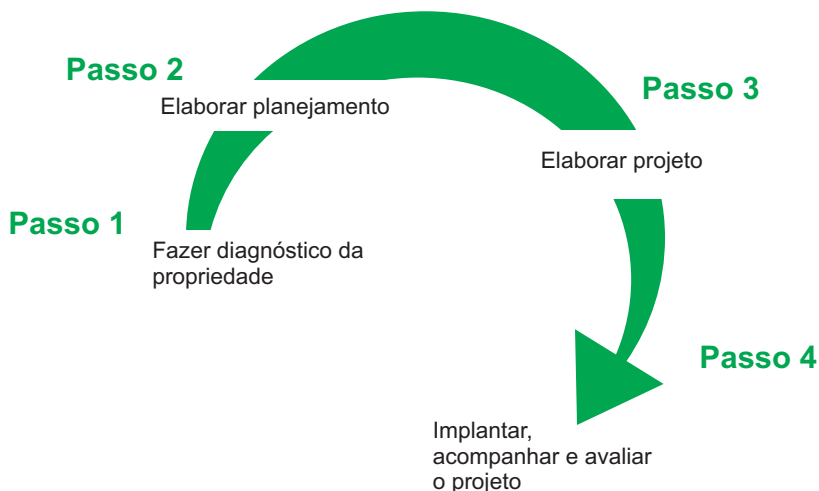 Passo 1
Fazer diagnóstico da
propriedade
Passo 2
Elaborar planejamento
Passo 3
Elaborar projeto
Passo 4
Implantar,
acompanhar e avaliar
o projeto